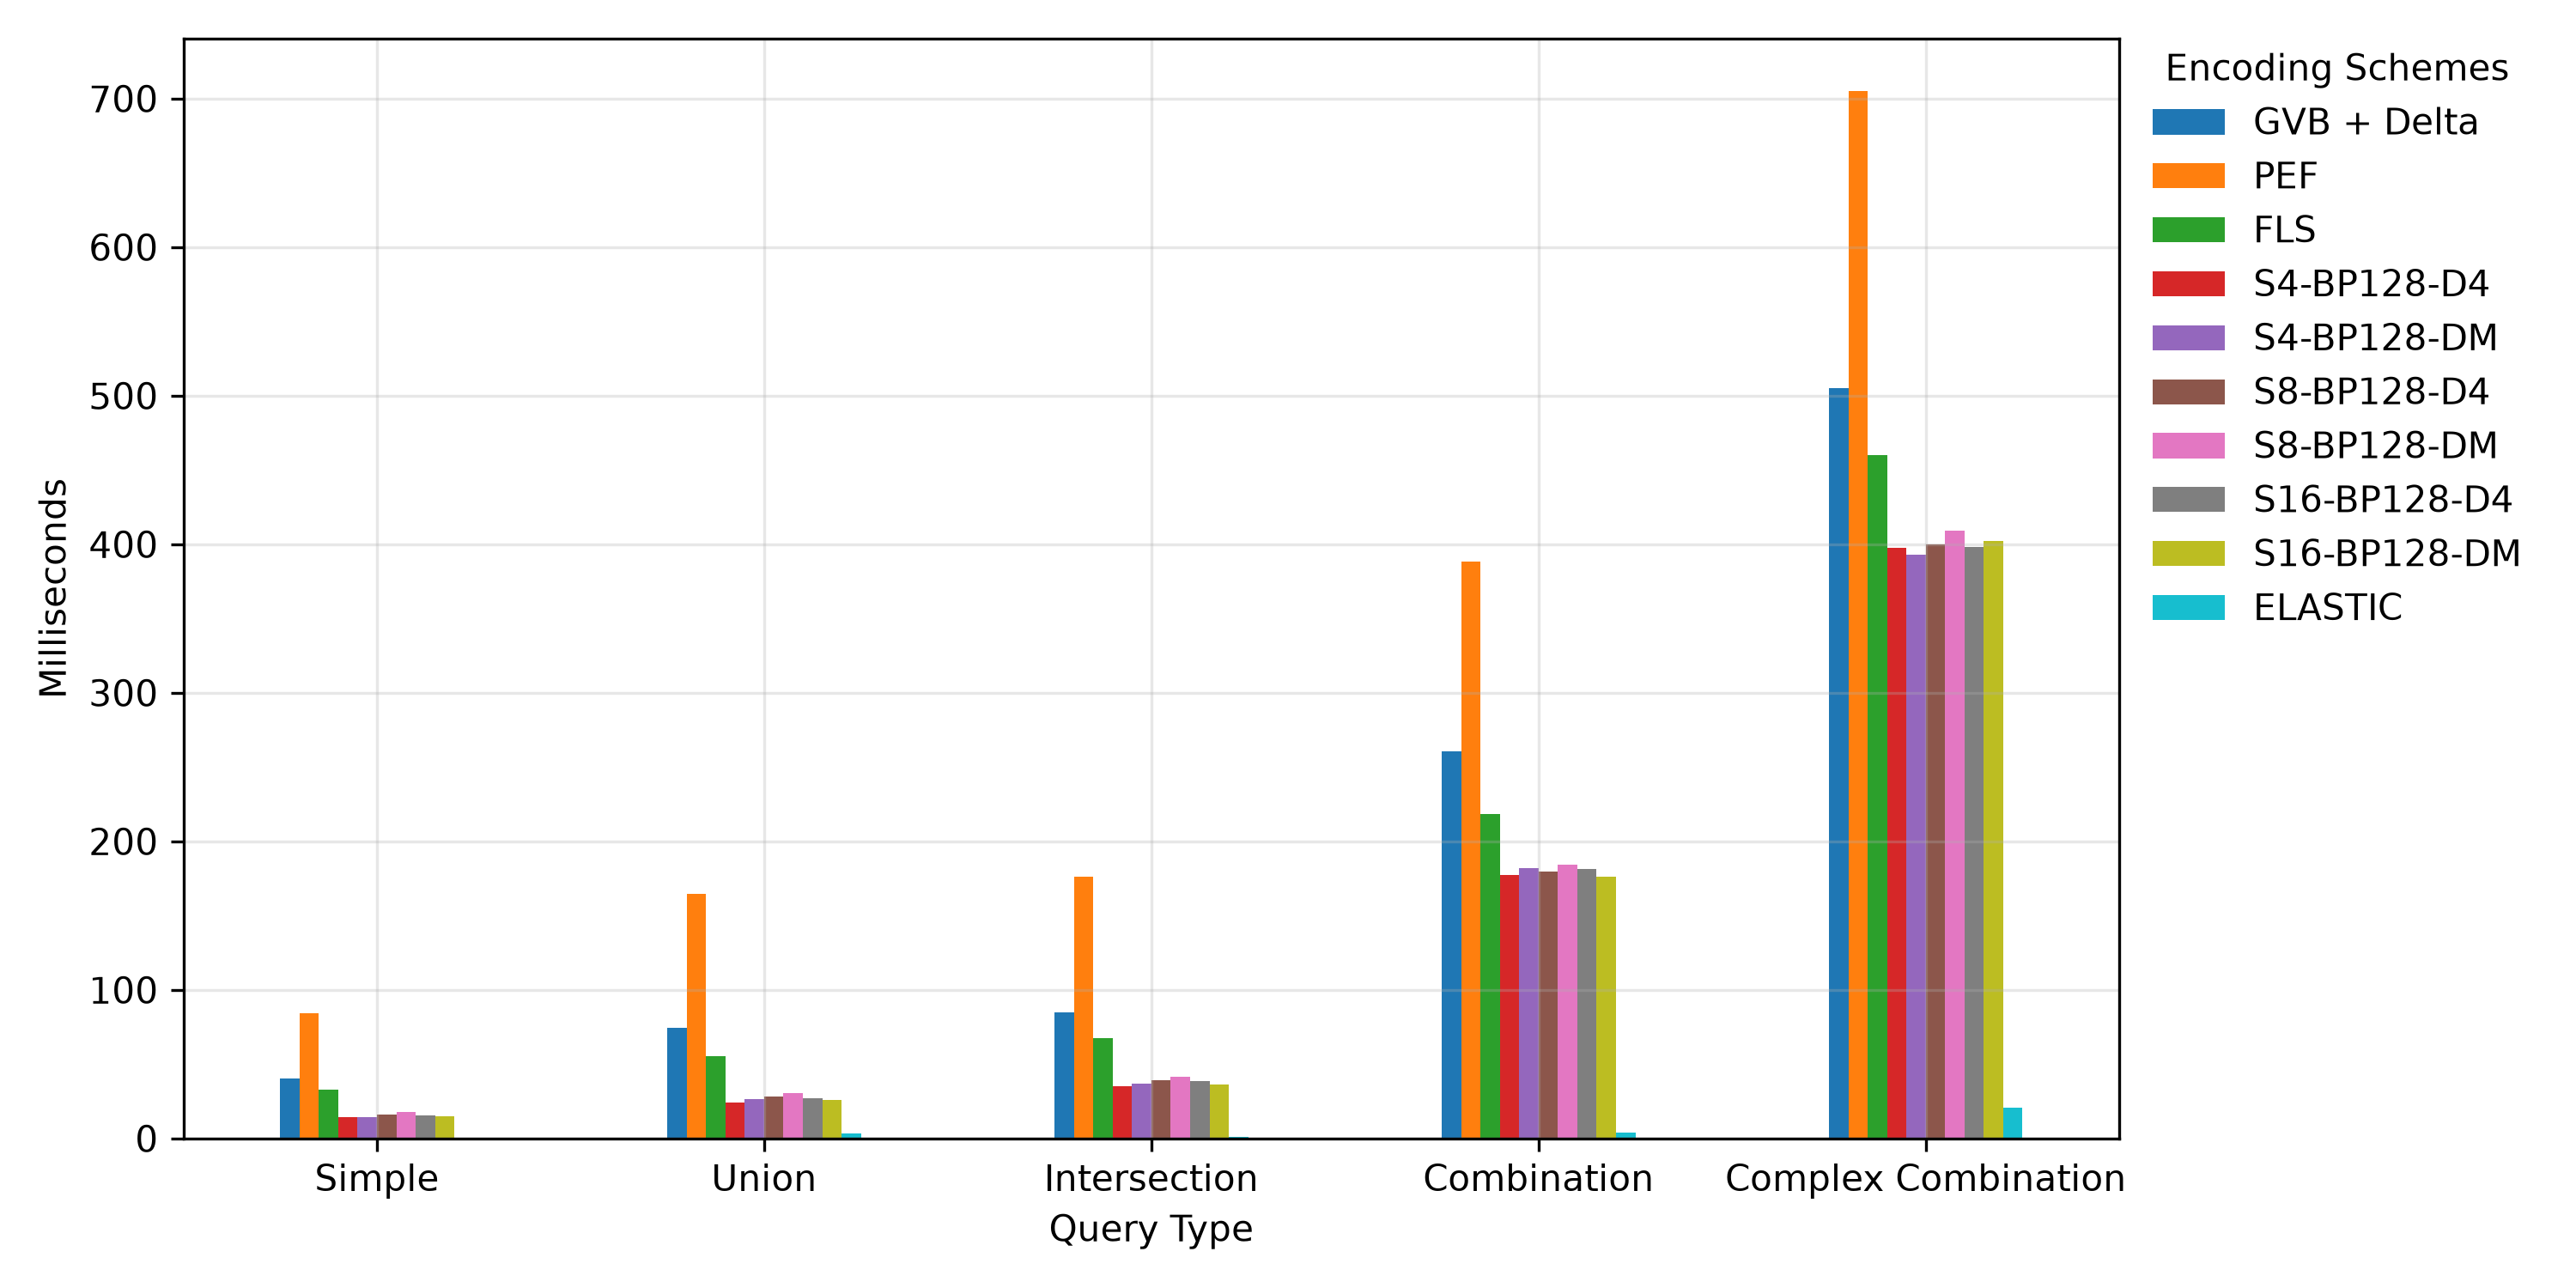 Encoding Schemes
GVB + Delta
PEF
FLS
S4-BP128-D4
S4-BP128-DM
S8-BP128-D4
S8-BP128-DM
S16-BP128-D4
S16-BP128-DM
ELASTIC
Milliseconds
700
600
500
400
300
200
100
0
Simple
Union
Intersection
Combination
Complex Combination
Query Type